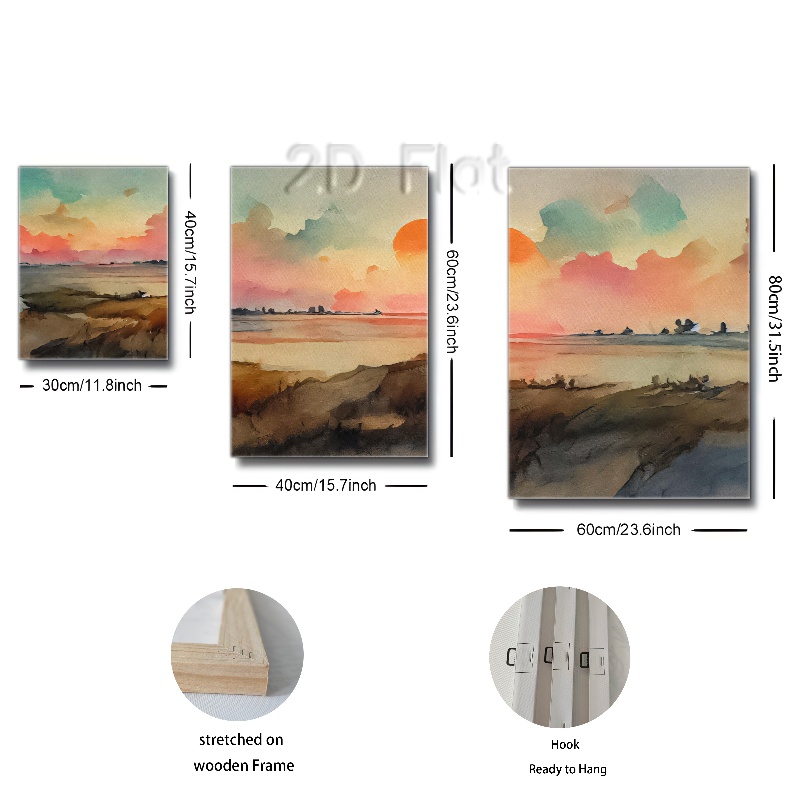 2D Flat
40cm/15.7inch
30cm/11.8inch
60cm/23.6inch
40cm/15.7inch
80cm/31.5inch
60cm/23.6inch
stretched on
wooden Frame
Hook
Ready to Hang